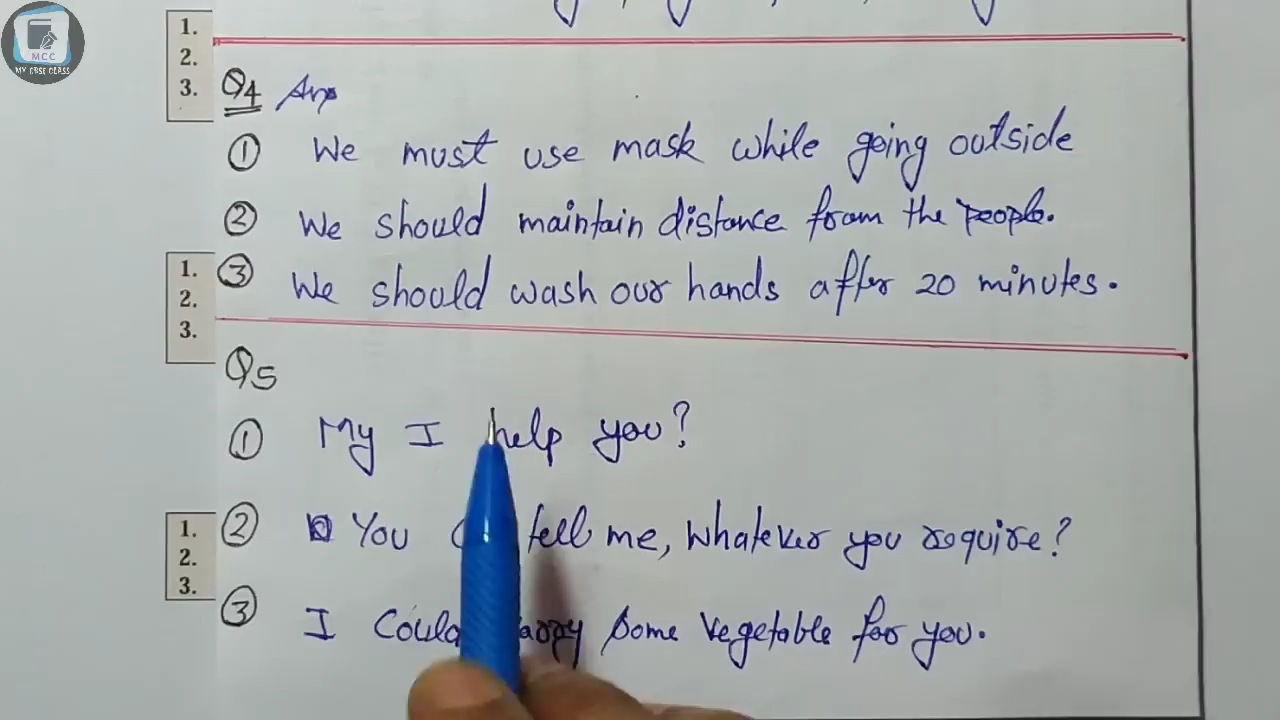 MCC
MY CBSE CLASS
1.
2.
3.
Q4 Ans
① We must use mask while going outside
② We should maintain distance from the people.
1.
2.
3.
③ We should wash our hands after 20 minutes.
Q5
① My I help you?
1.
2.
3.
② You tell me, whatever you require?
③ I Could some vegetable for you.